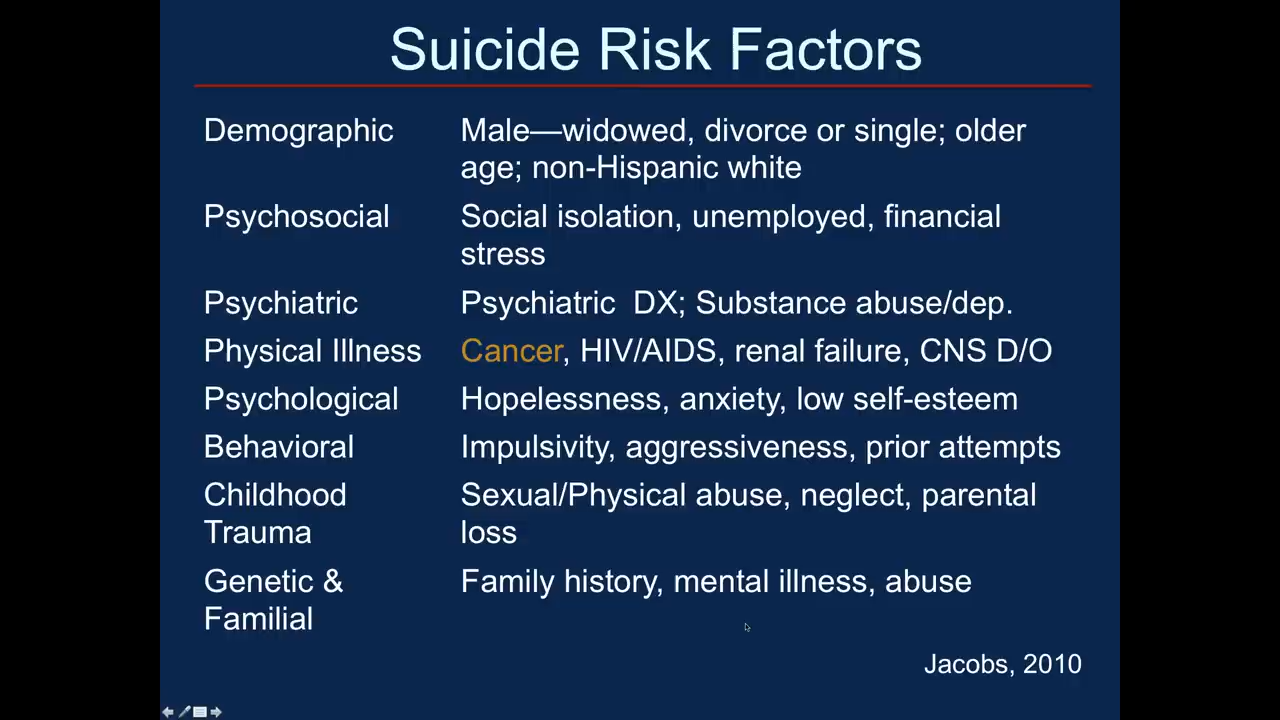 Suicide Risk Factors
Demographic
Male—widowed, divorce or single; older
age; non-Hispanic white
Psychosocial
Social isolation, unemployed, financial
stress
Psychiatric
Psychiatric  DX; Substance abuse/dep.
Physical Illness
Cancer, HIV/AIDS, renal failure, CNS D/O
Psychological
Hopelessness, anxiety, low self-esteem
Behavioral
Impulsivity, aggressiveness, prior attempts
Childhood
Trauma
Sexual/Physical abuse, neglect, parental
loss
Genetic &
Familial
Family history, mental illness, abuse
Jacobs, 2010